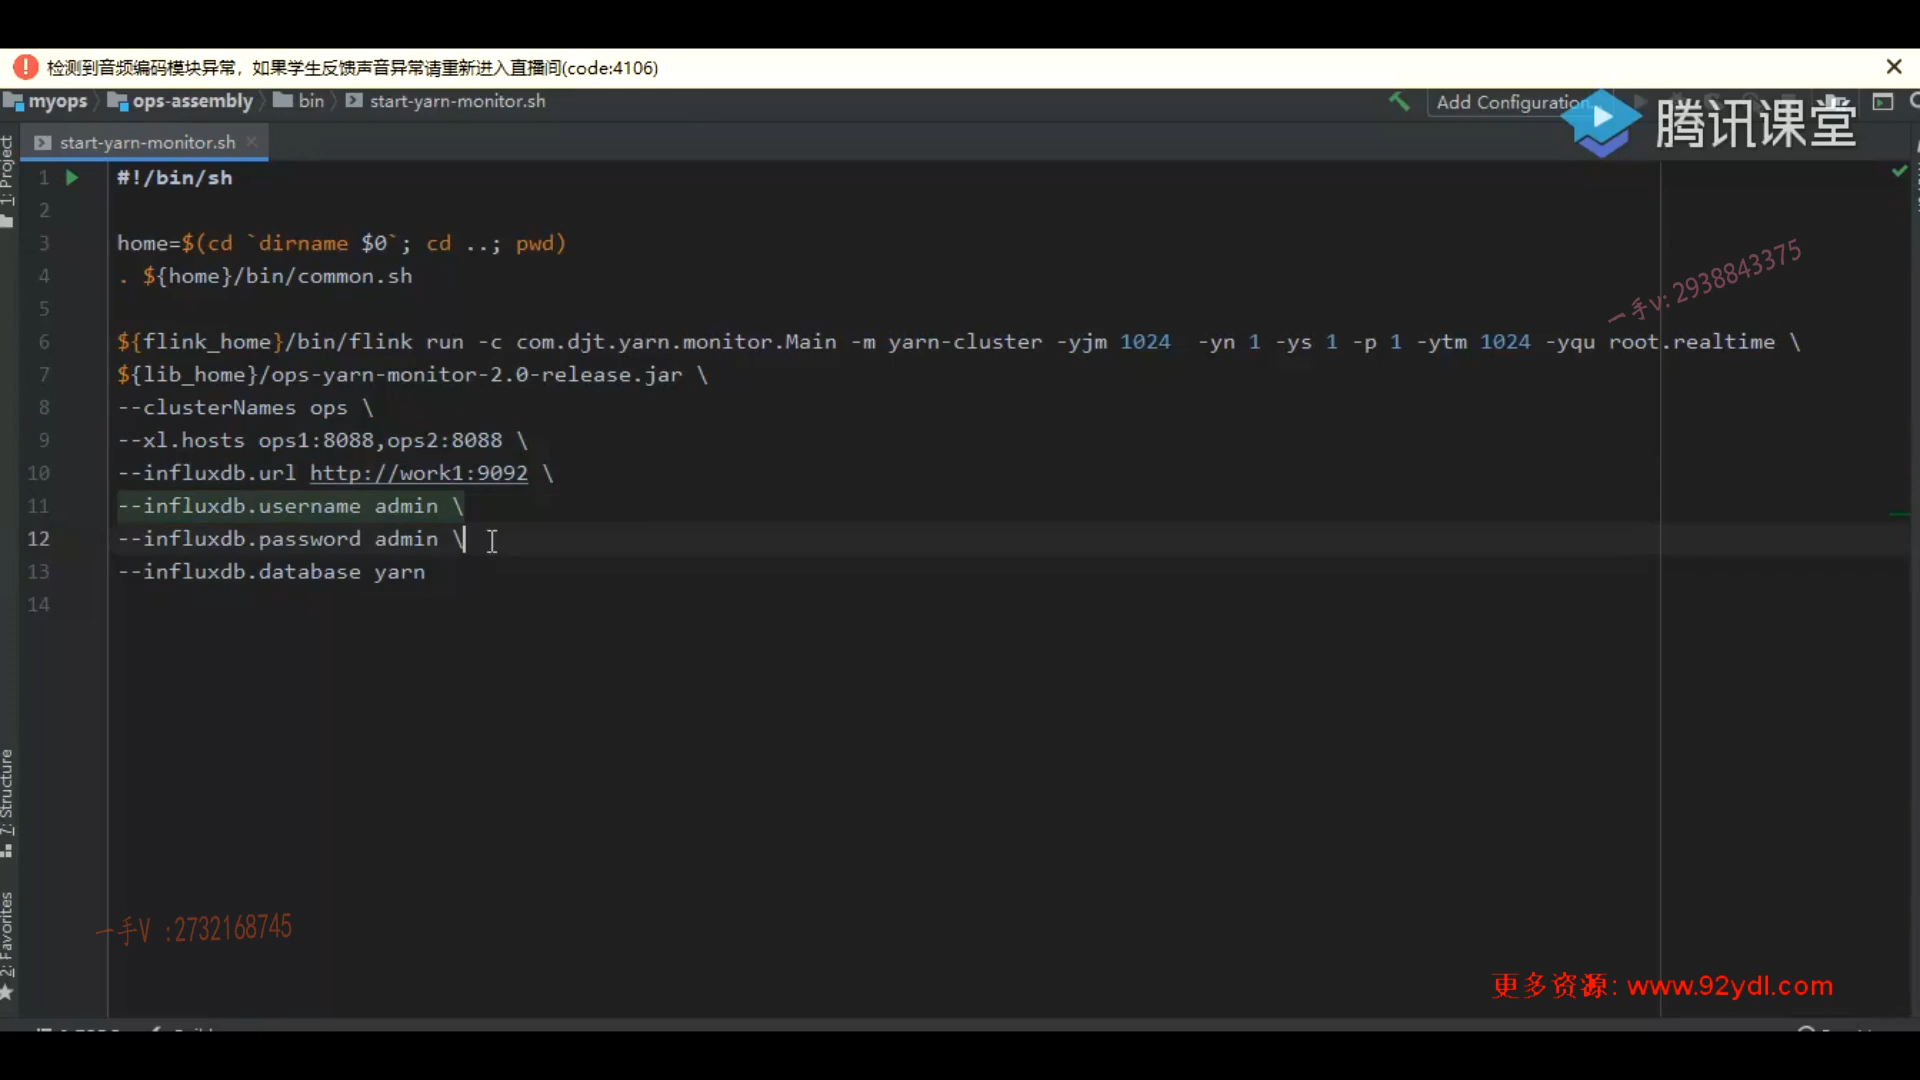 检测到音频编码模块异常，如果学生反馈声音异常请重新进入直播间(code:4106)
myops ops-assembly bin start-yarn-monitor.sh
Add Configuration...
腾讯课堂
start-yarn-monitor.sh
1: Project
1 #!/bin/sh
2
3 home=$(cd `dirname $0`; cd ..; pwd)
4 . ${home}/bin/common.sh
5
一手v:2938843375
6 ${flink_home}/bin/flink run -c com.djt.yarn.monitor.Main -m yarn-cluster -yjm 1024  -yn 1 -ys 1 -p 1 -ytm 1024 -yqu root.realtime \
7 ${lib_home}/ops-yarn-monitor-2.0-release.jar \
8 --clusterNames ops \
9 --xl.hosts ops1:8088,ops2:8088 \
10 --influxdb.url http://work1:9092 \
11 --influxdb.username admin \
12 --influxdb.password admin \
13 --influxdb.database yarn
14
7: Structure
2: Favorites
一手V :2732168745
更多资源: www.92ydl.com